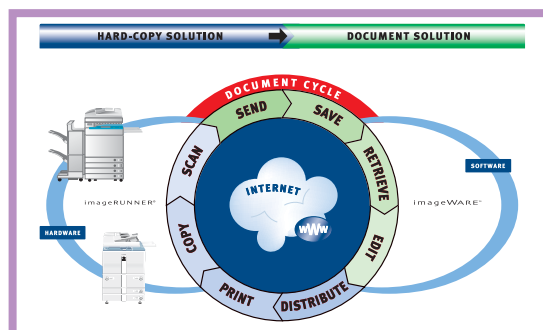 HARD-COPY SOLUTION
DOCUMENT SOLUTION
DOCUMENT CYCLE
SEND
SAVE
SCAN
RETRIEVE
INTERNET
SOFTWARE
imageRUNNER®
imageWARE™
WWW
HARDWARE
COPY
EDIT
PRINT
DISTRIBUTE